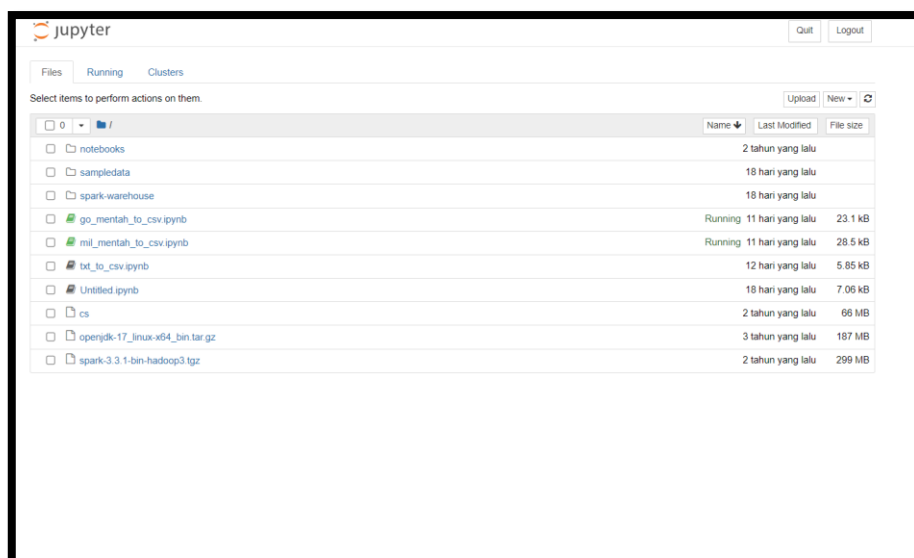 jupyter
Quit Logout
Files Running Clusters
Select items to perform actions on them.
Upload New
0 / Name Last Modified File size
notebooks 2 tahun yang lalu
sampledata 18 hari yang lalu
spark-warehouse 18 hari yang lalu
go_mentah_to_csv.ipynb Running 11 hari yang lalu 23.1 kB
mil_mentah_to_csv.ipynb Running 11 hari yang lalu 28.5 kB
txt_to_csv.ipynb 12 hari yang lalu 5.85 kB
Untitled.ipynb 18 hari yang lalu 7.06 kB
cs 2 tahun yang lalu 66 MB
openjdk-17_linux-x64_bin.tar.gz 3 tahun yang lalu 187 MB
spark-3.3.1-bin-hadoop3.tgz 2 tahun yang lalu 299 MB